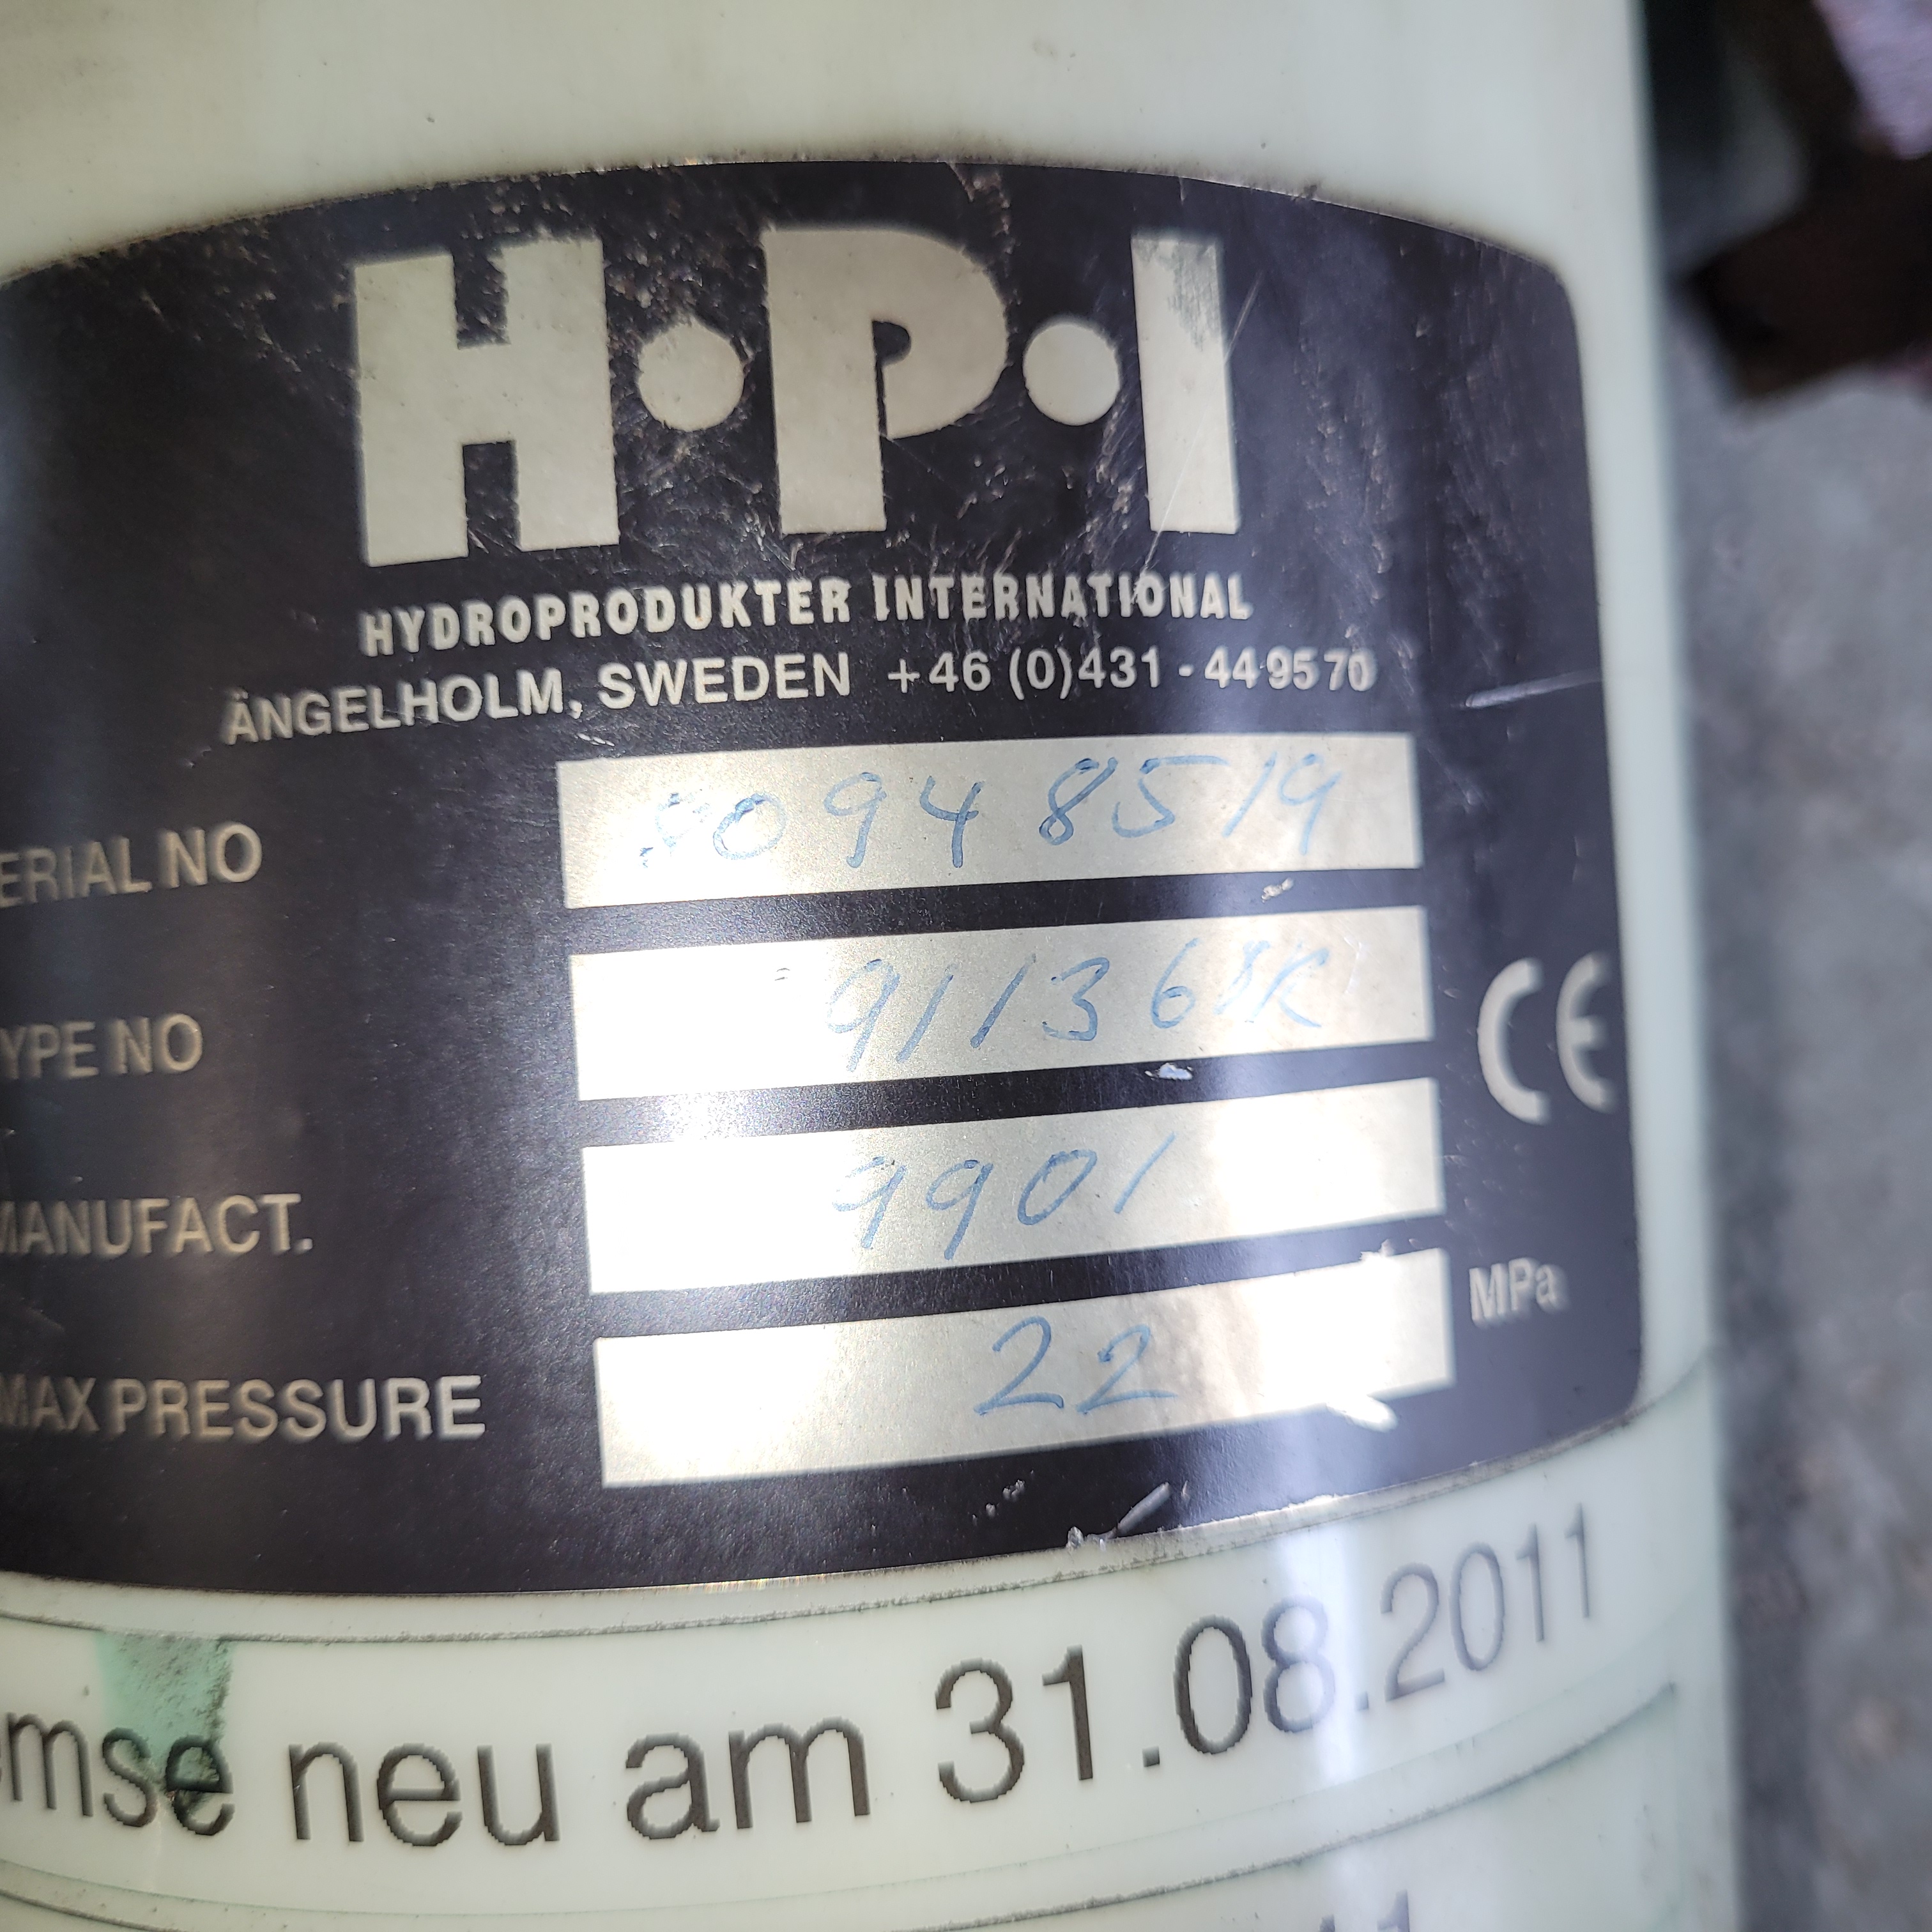 H·P·I
HYDROPRODUKTER INTERNATIONAL
ÄNGELHOLM, SWEDEN +46 (0)431 - 449570
ERIAL NO
YPE NO 911368K
MANUFACT. 9901
MAX PRESSURE 22 MPa
CE
emse neu am 31.08.2011